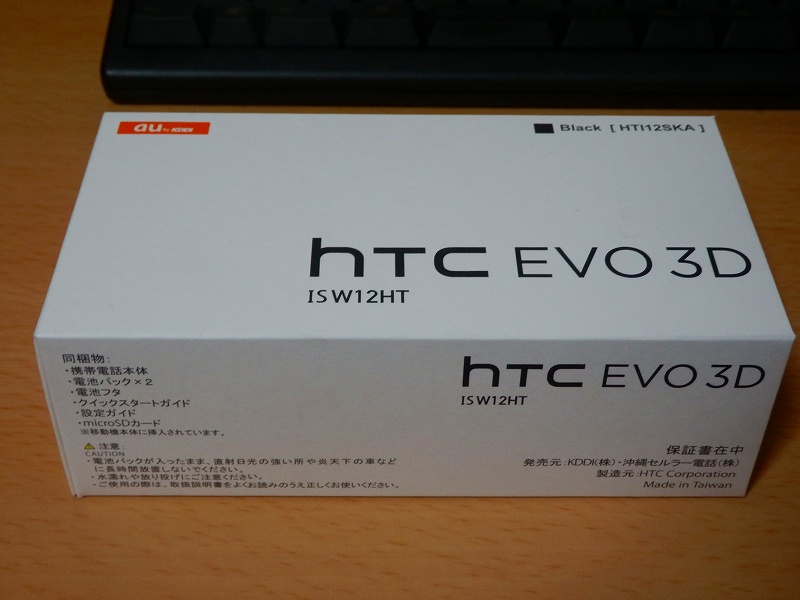 au by KDDI
■ Black [ HTI12SKA ]
hTC EVO 3D
ISW12HT
同梱物:
・携帯電話本体
・電池パック×2
・電池フタ
・クイックスタートガイド
・設定ガイド
・microSDカード
※移動機本体に挿入されています。
注意:
CAUTION
・電池パックが入ったまま、直射日光の強い所や炎天下の車など
に長時間放置しないでください。
・水濡れや放り投げにご注意ください。
・ご使用の際は、取扱説明書をよくお読みのうえ正しくお使いください。
hTC EVO 3D
ISW12HT
保証書在中
発売元:KDDI(株)・沖縄セルラー電話(株)
製造元:HTC Corporation
Made in Taiwan